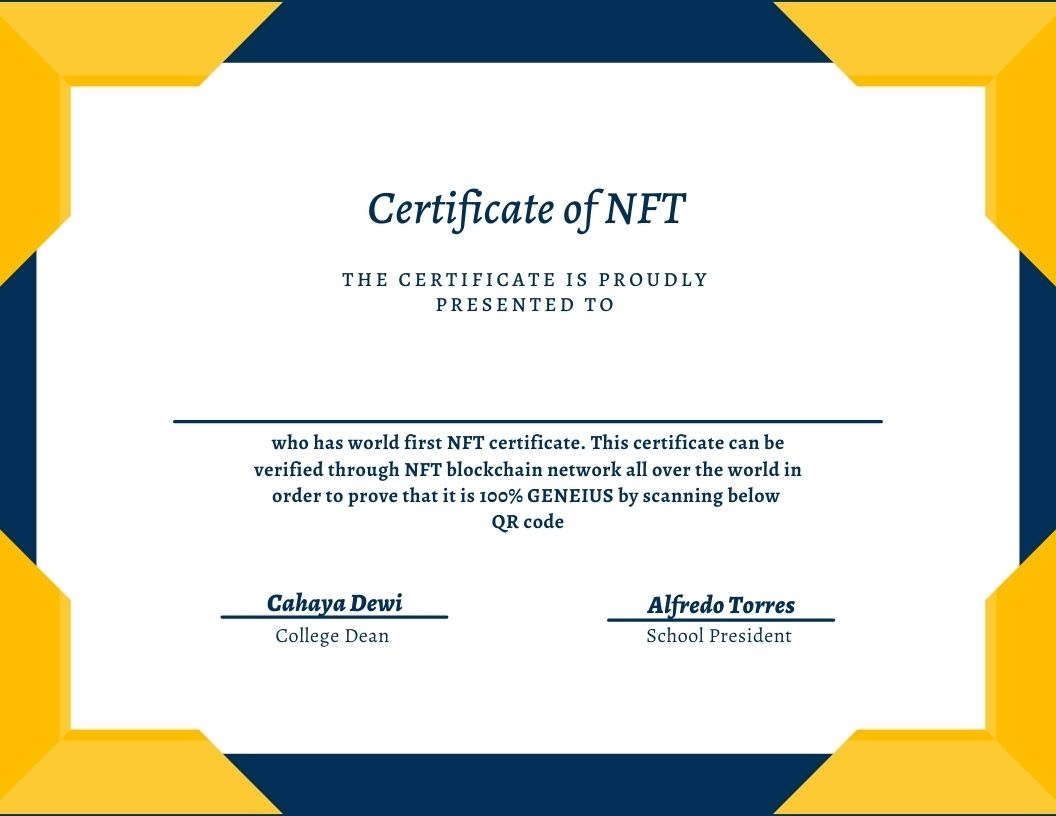 Certificate of NFT
THE CERTIFICATE IS PROUDLY
PRESENTED TO
who has world first NFT certificate. This certificate can be
verified through NFT blockchain network all over the world in
order to prove that it is 100% GENEIUS by scanning below
QR code
Cahaya Dewi
College Dean
Alfredo Torres
School President